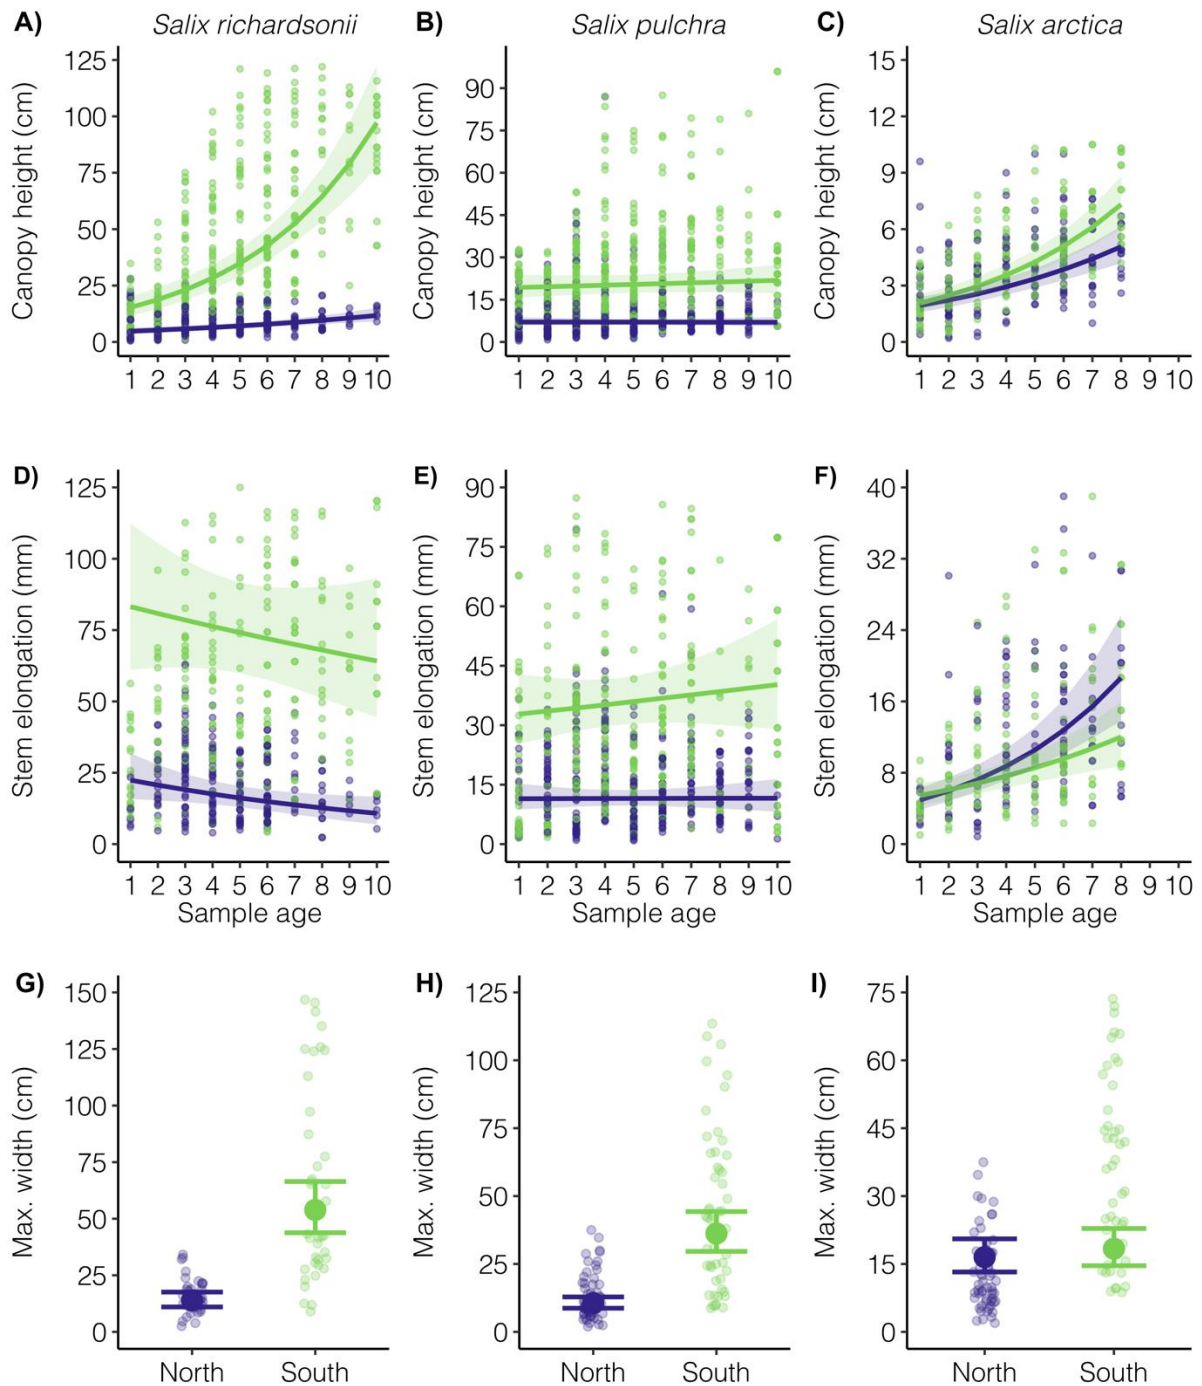 A) Salix richardsonii B) Salix pulchra C) Salix arctica
Canopy height (cm)
125
100
75
50
25
0
1 2 3 4 5 6 7 8 9 10
Canopy height (cm)
90
75
60
45
30
15
0
1 2 3 4 5 6 7 8 9 10
Canopy height (cm)
15
12
9
6
3
0
1 2 3 4 5 6 7 8 9 10
D)
Stem elongation (mm)
125
100
75
50
25
0
1 2 3 4 5 6 7 8 9 10
Sample age
E)
Stem elongation (mm)
90
75
60
45
30
15
0
1 2 3 4 5 6 7 8 9 10
Sample age
F)
Stem elongation (mm)
40
32
24
16
8
0
1 2 3 4 5 6 7 8 9 10
Sample age
G)
Max. width (cm)
150
125
100
75
50
25
0
North South
H)
Max. width (cm)
125
100
75
50
25
0
North South
I)
Max. width (cm)
75
60
45
30
15
0
North South